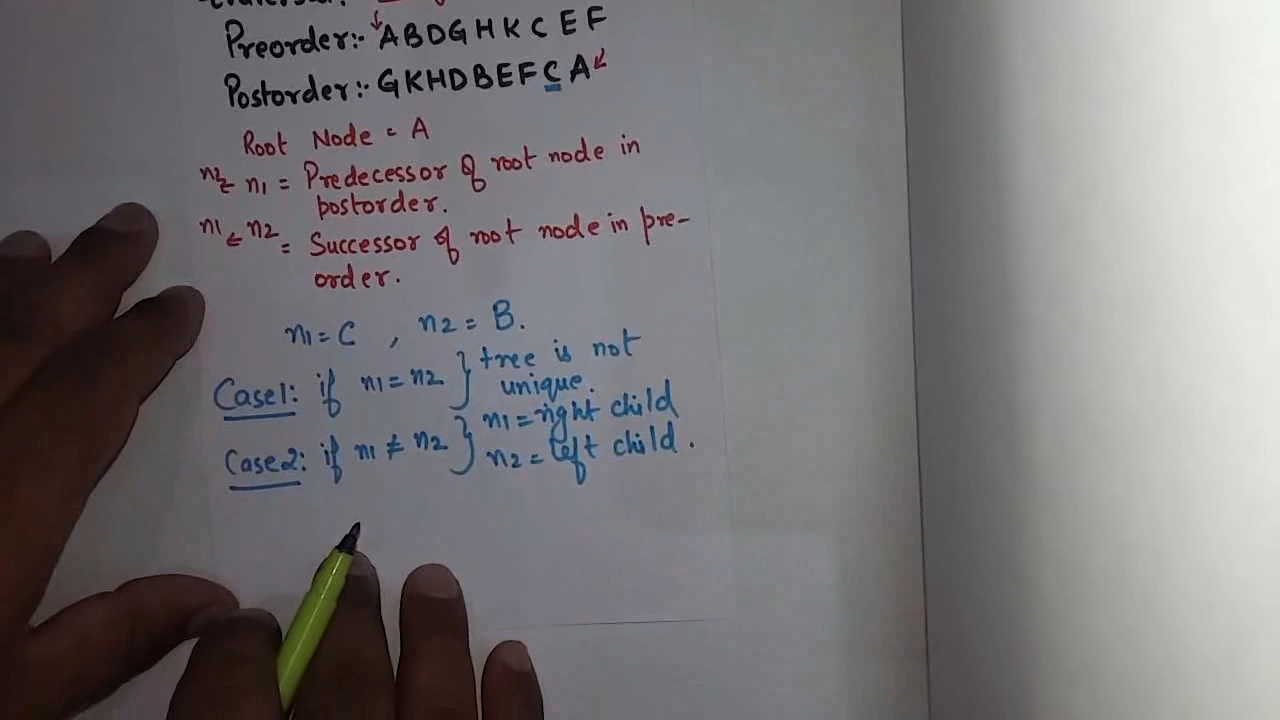 Preorder:- A B D G H K C E F
Postorder:- G K H D B E F C A
Root Node = A
n2 ← n1 = Predecessor of root node in
postorder.
n1 ← n2 = Successor of root node in pre-
order.
n1 = C , n2 = B.
Case1: if n1 = n2 } tree is not
unique.
Case2: if n1 ≠ n2 } n1 = right child
n2 = left child.